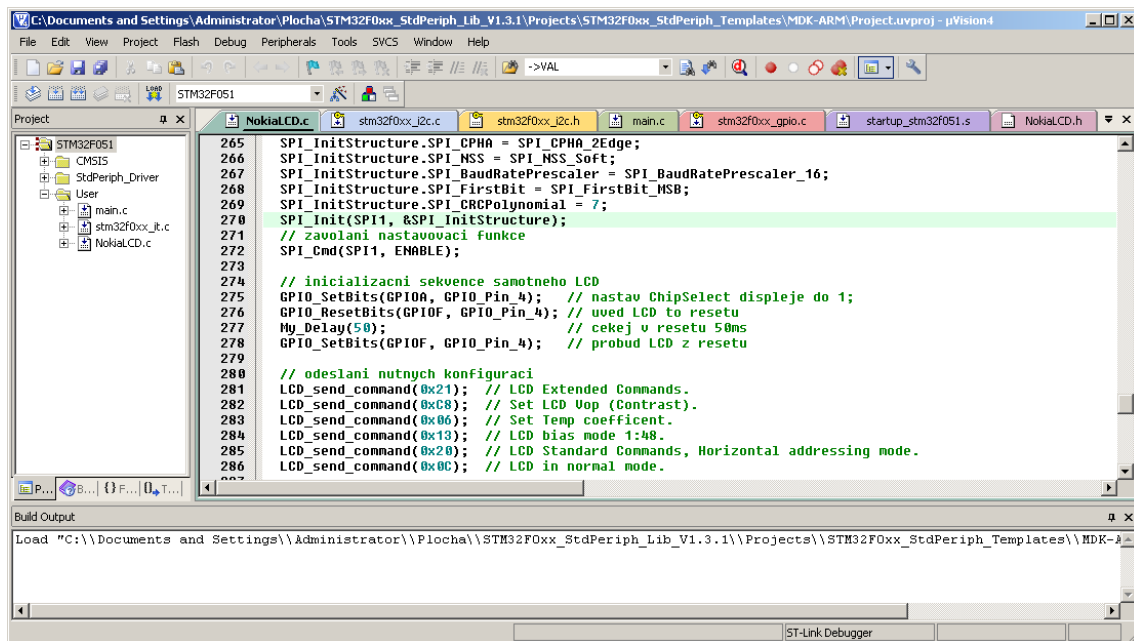 C:\Documents and Settings\Administrator\Plocha\STM32F0xx_StdPeriph_Lib_V1.3.1\Projects\STM32F0xx_StdPeriph_Templates\MDK-ARM\Project.uvproj - µVision4
File Edit View Project Flash Debug Peripherals Tools SVCS Window Help
->VAL
LOAD STM32F051
Project
NokiaLCD.c stm32f0xx_i2c.c stm32f0xx_i2c.h main.c stm32f0xx_gpio.c startup_stm32f051.s NokiaLCD.h
STM32F051
CMSIS
StdPeriph_Driver
User
main.c
stm32f0xx_it.c
NokiaLCD.c
265 SPI_InitStructure.SPI_CPHA = SPI_CPHA_2Edge;
266 SPI_InitStructure.SPI_NSS = SPI_NSS_Soft;
267 SPI_InitStructure.SPI_BaudRatePrescaler = SPI_BaudRatePrescaler_16;
268 SPI_InitStructure.SPI_FirstBit = SPI_FirstBit_MSB;
269 SPI_InitStructure.SPI_CRCPolynomial = 7;
270 SPI_Init(SPI1, &SPI_InitStructure);
271 // zavolani nastavovaci funkce
272 SPI_Cmd(SPI1, ENABLE);
273
274 // inicializacni sekvence samotneho LCD
275 GPIO_SetBits(GPIOA, GPIO_Pin_4); // nastav ChipSelect displeje do 1;
276 GPIO_ResetBits(GPIOF, GPIO_Pin_4); // uved LCD to resetu
277 My_Delay(50); // cekej v resetu 50ms
278 GPIO_SetBits(GPIOF, GPIO_Pin_4); // probud LCD z resetu
279
280 // odeslani nutnych konfiguraci
281 LCD_send_command(0x21); // LCD Extended Commands.
282 LCD_send_command(0xC8); // Set LCD Vop (Contrast).
283 LCD_send_command(0x06); // Set Temp coefficent.
284 LCD_send_command(0x13); // LCD bias mode 1:48.
285 LCD_send_command(0x20); // LCD Standard Commands, Horizontal addressing mode.
286 LCD_send_command(0x0C); // LCD in normal mode.
P... B... {} F... 0 T...
Build Output
Load "C:\\Documents and Settings\\Administrator\\Plocha\\STM32F0xx_StdPeriph_Lib_V1.3.1\\Projects\\STM32F0xx_StdPeriph_Templates\\MDK-A
ST-Link Debugger